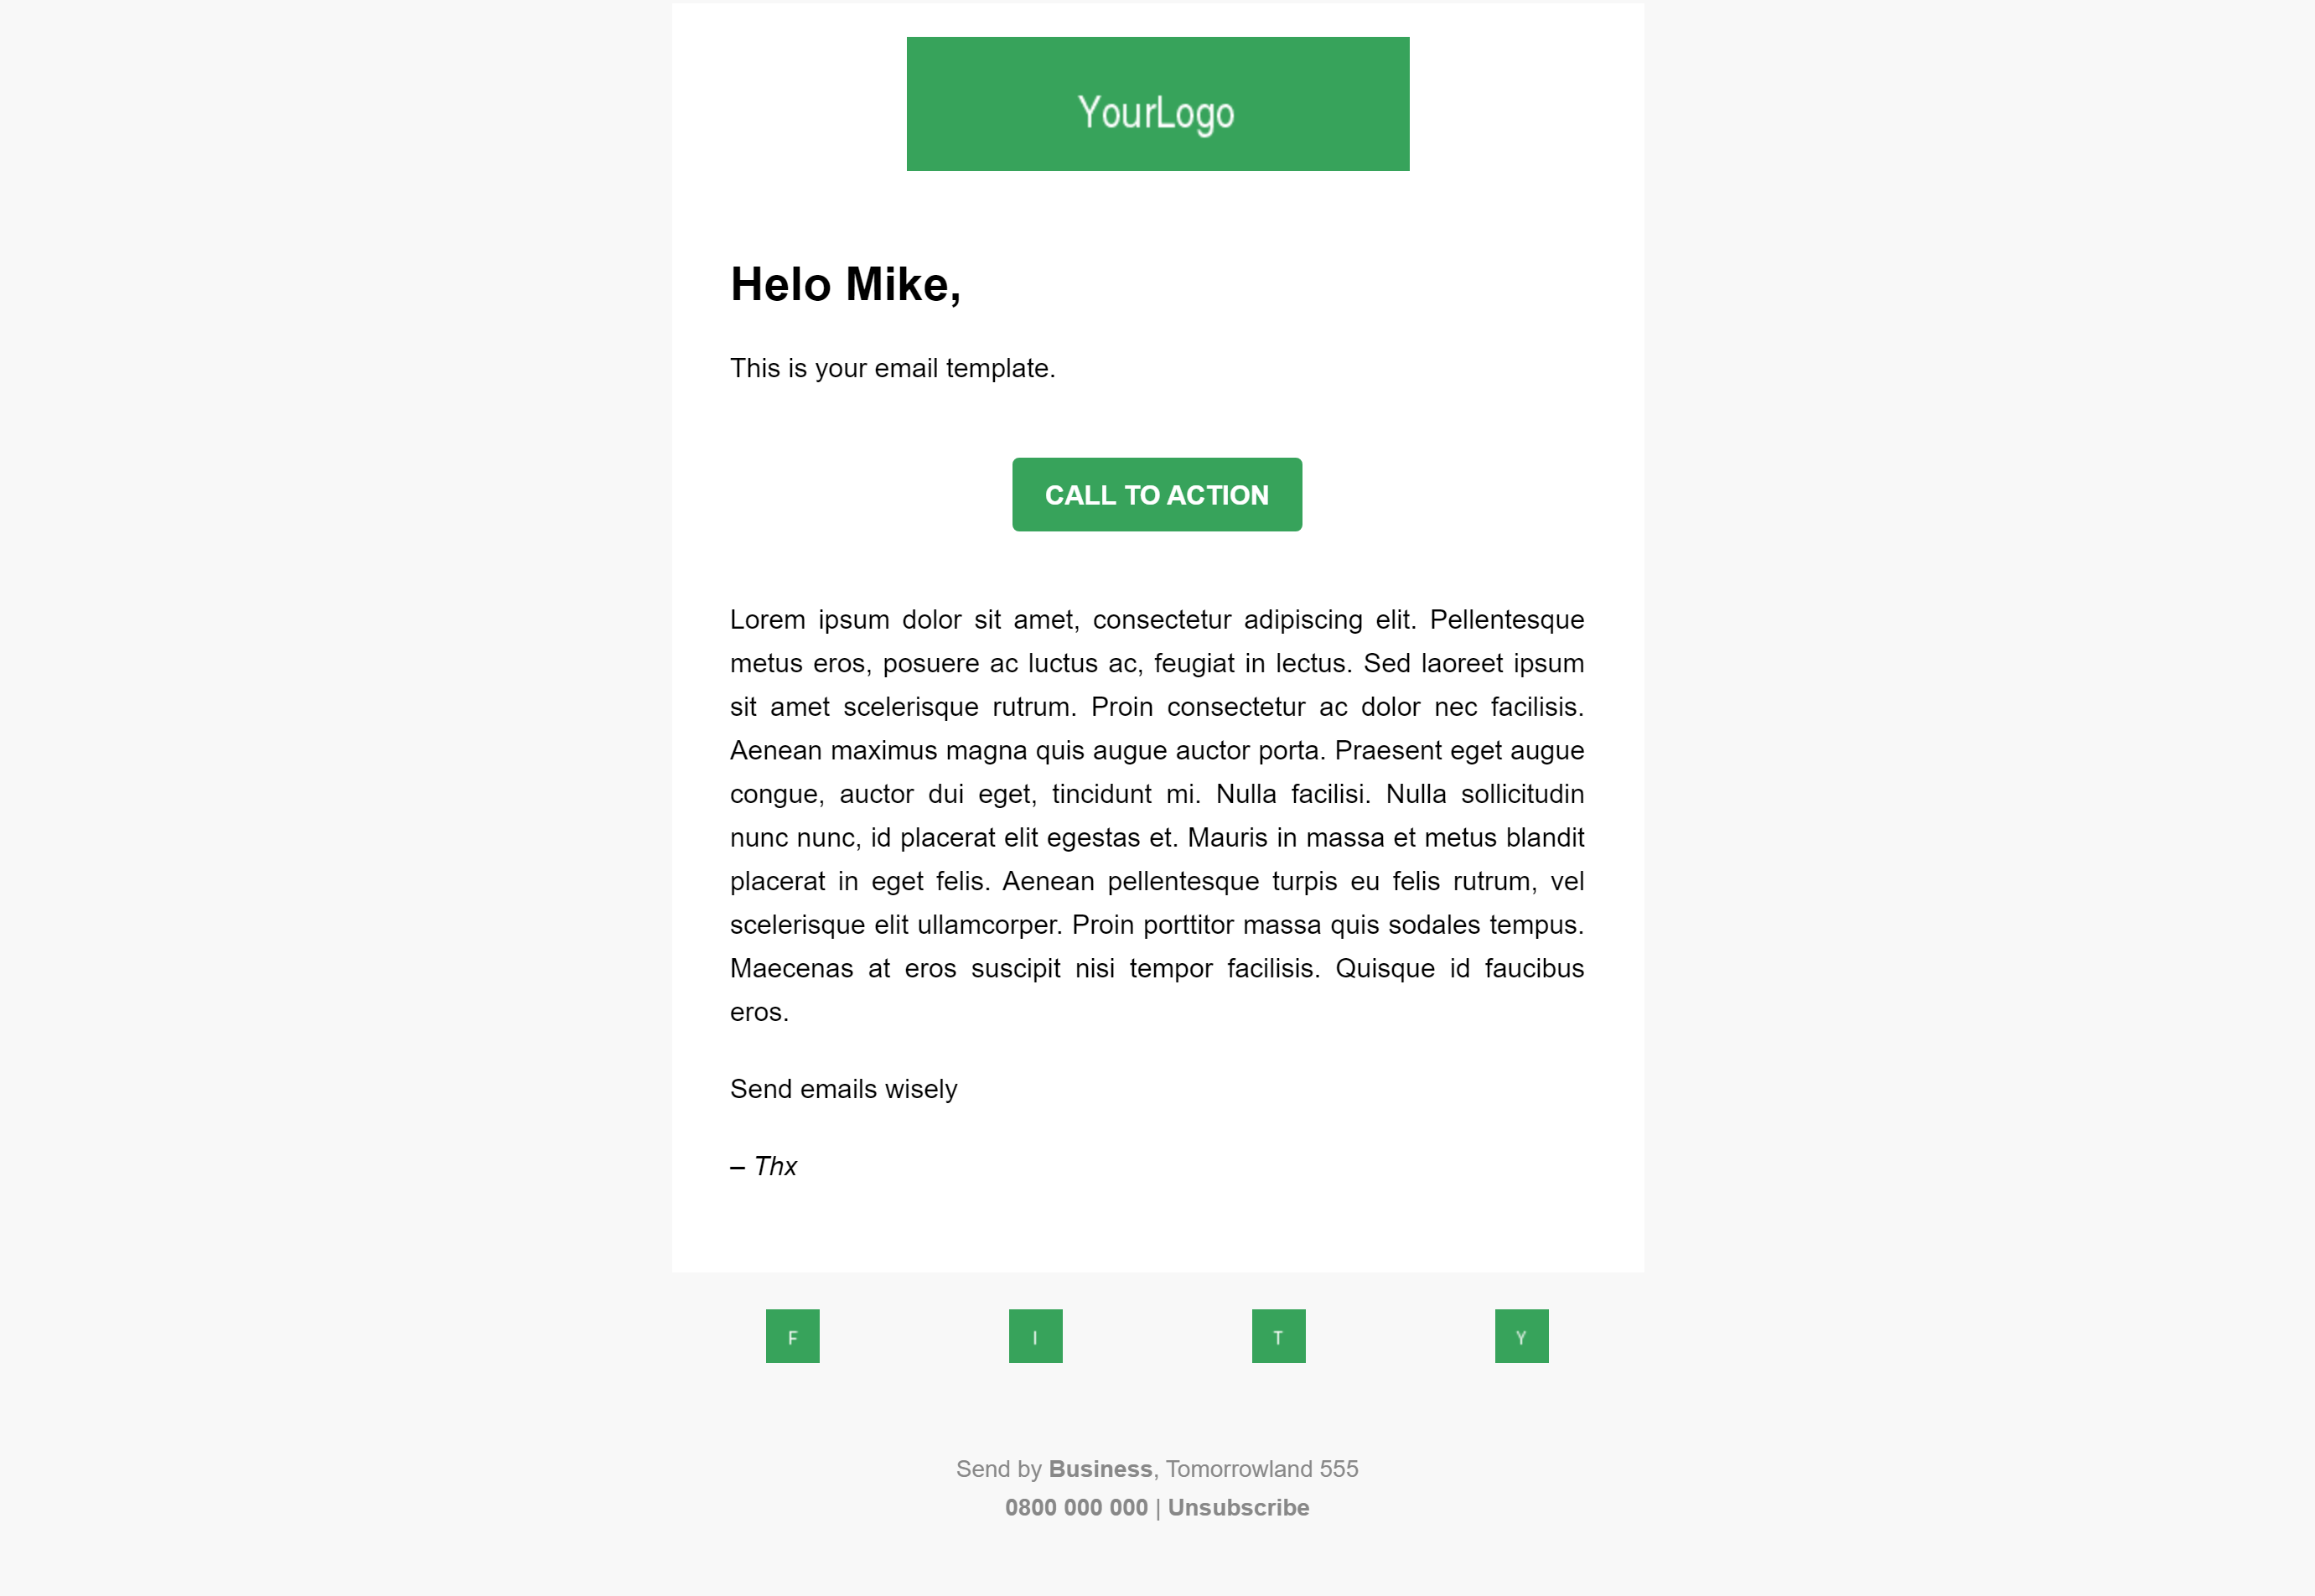 YourLogo
Helo Mike,
This is your email template.
CALL TO ACTION
Lorem ipsum dolor sit amet, consectetur adipiscing elit. Pellentesque
metus eros, posuere ac luctus ac, feugiat in lectus. Sed laoreet ipsum
sit amet scelerisque rutrum. Proin consectetur ac dolor nec facilisis.
Aenean maximus magna quis augue auctor porta. Praesent eget augue
congue, auctor dui eget, tincidunt mi. Nulla facilisi. Nulla sollicitudin
nunc nunc, id placerat elit egestas et. Mauris in massa et metus blandit
placerat in eget felis. Aenean pellentesque turpis eu felis rutrum, vel
scelerisque elit ullamcorper. Proin porttitor massa quis sodales tempus.
Maecenas at eros suscipit nisi tempor facilisis. Quisque id faucibus
eros.
Send emails wisely
– Thx
F I T Y
Send by Business, Tomorrowland 555
0800 000 000 | Unsubscribe